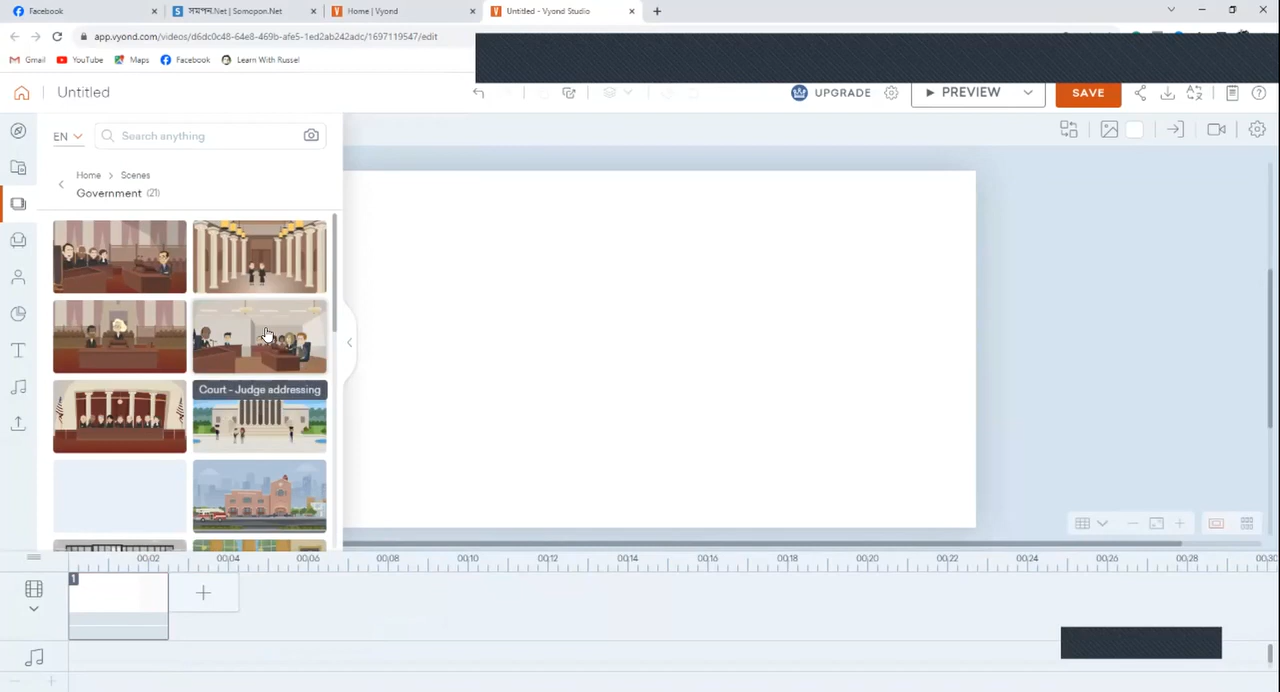 Facebook
সমপন.Net | Somopon.Net
Home | Vyond
Untitled - Vyond Studio
app.vyond.com/videos/d6dc0c48-64e8-469b-afe5-1ed2ab242adc/1697119547/edit
Gmail
YouTube
Maps
Facebook
Learn With Russel
Untitled
UPGRADE
PREVIEW
SAVE
EN
Search anything
Home > Scenes
Government (21)
Court - Judge addressing
00:02 00:04 00:06 00:08 00:10 00:12 00:14 00:16 00:18 00:20 00:22 00:24 00:26 00:28 00:30
1